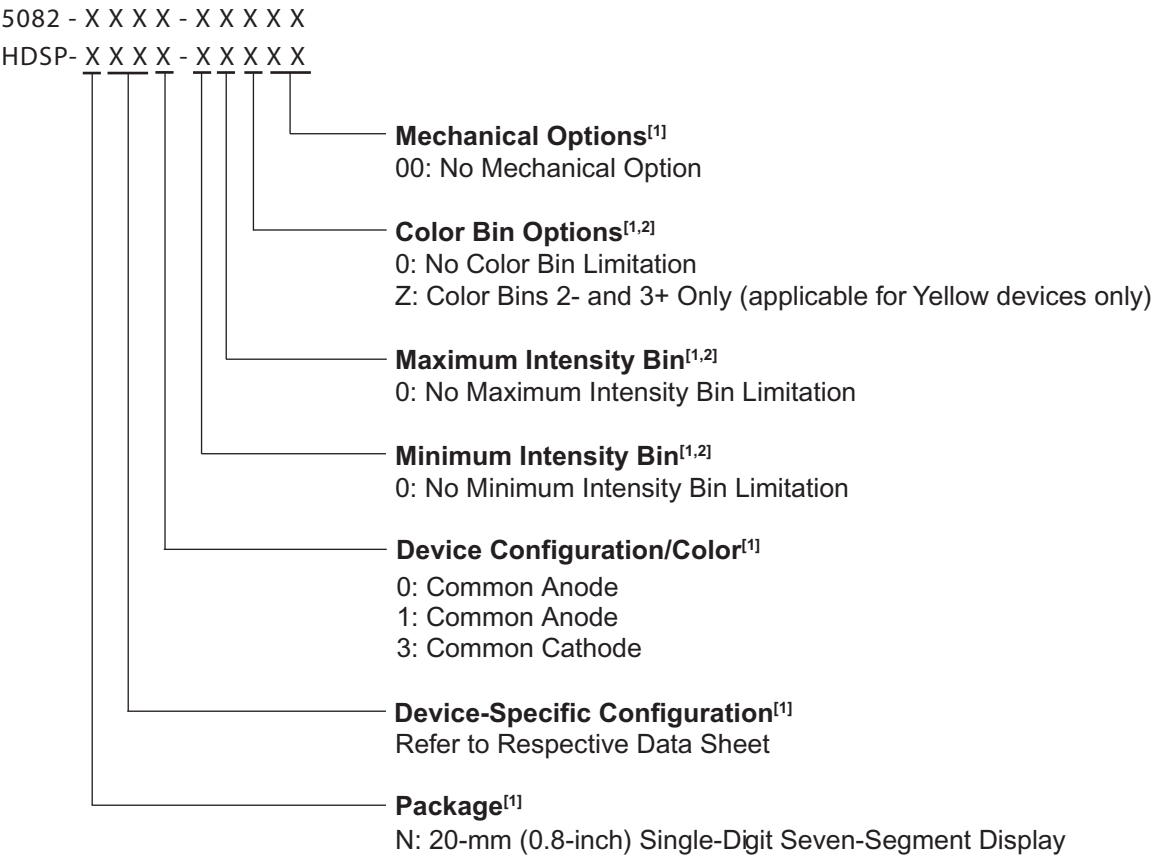 5082 - X X X X - X X X X X
HDSP- X X X X - X X X X X
Mechanical Options[1]
00: No Mechanical Option
Color Bin Options[1,2]
0: No Color Bin Limitation
Z: Color Bins 2- and 3+ Only (applicable for Yellow devices only)
Maximum Intensity Bin[1,2]
0: No Maximum Intensity Bin Limitation
Minimum Intensity Bin[1,2]
0: No Minimum Intensity Bin Limitation
Device Configuration/Color[1]
0: Common Anode
1: Common Anode
3: Common Cathode
Device-Specific Configuration[1]
Refer to Respective Data Sheet
Package[1]
N: 20-mm (0.8-inch) Single-Digit Seven-Segment Display